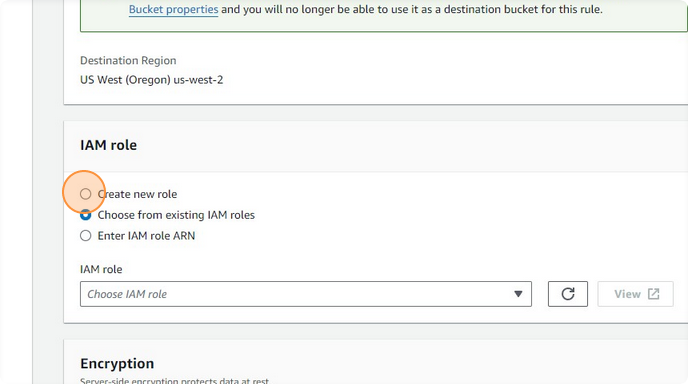 Bucket properties and you will no longer be able to use it as a destination bucket for this rule.
Destination Region
US West (Oregon) us-west-2
IAM role
Create new role
Choose from existing IAM roles
Enter IAM role ARN
IAM role
Choose IAM role
View
Encryption
Server-side encryption protects data at rest